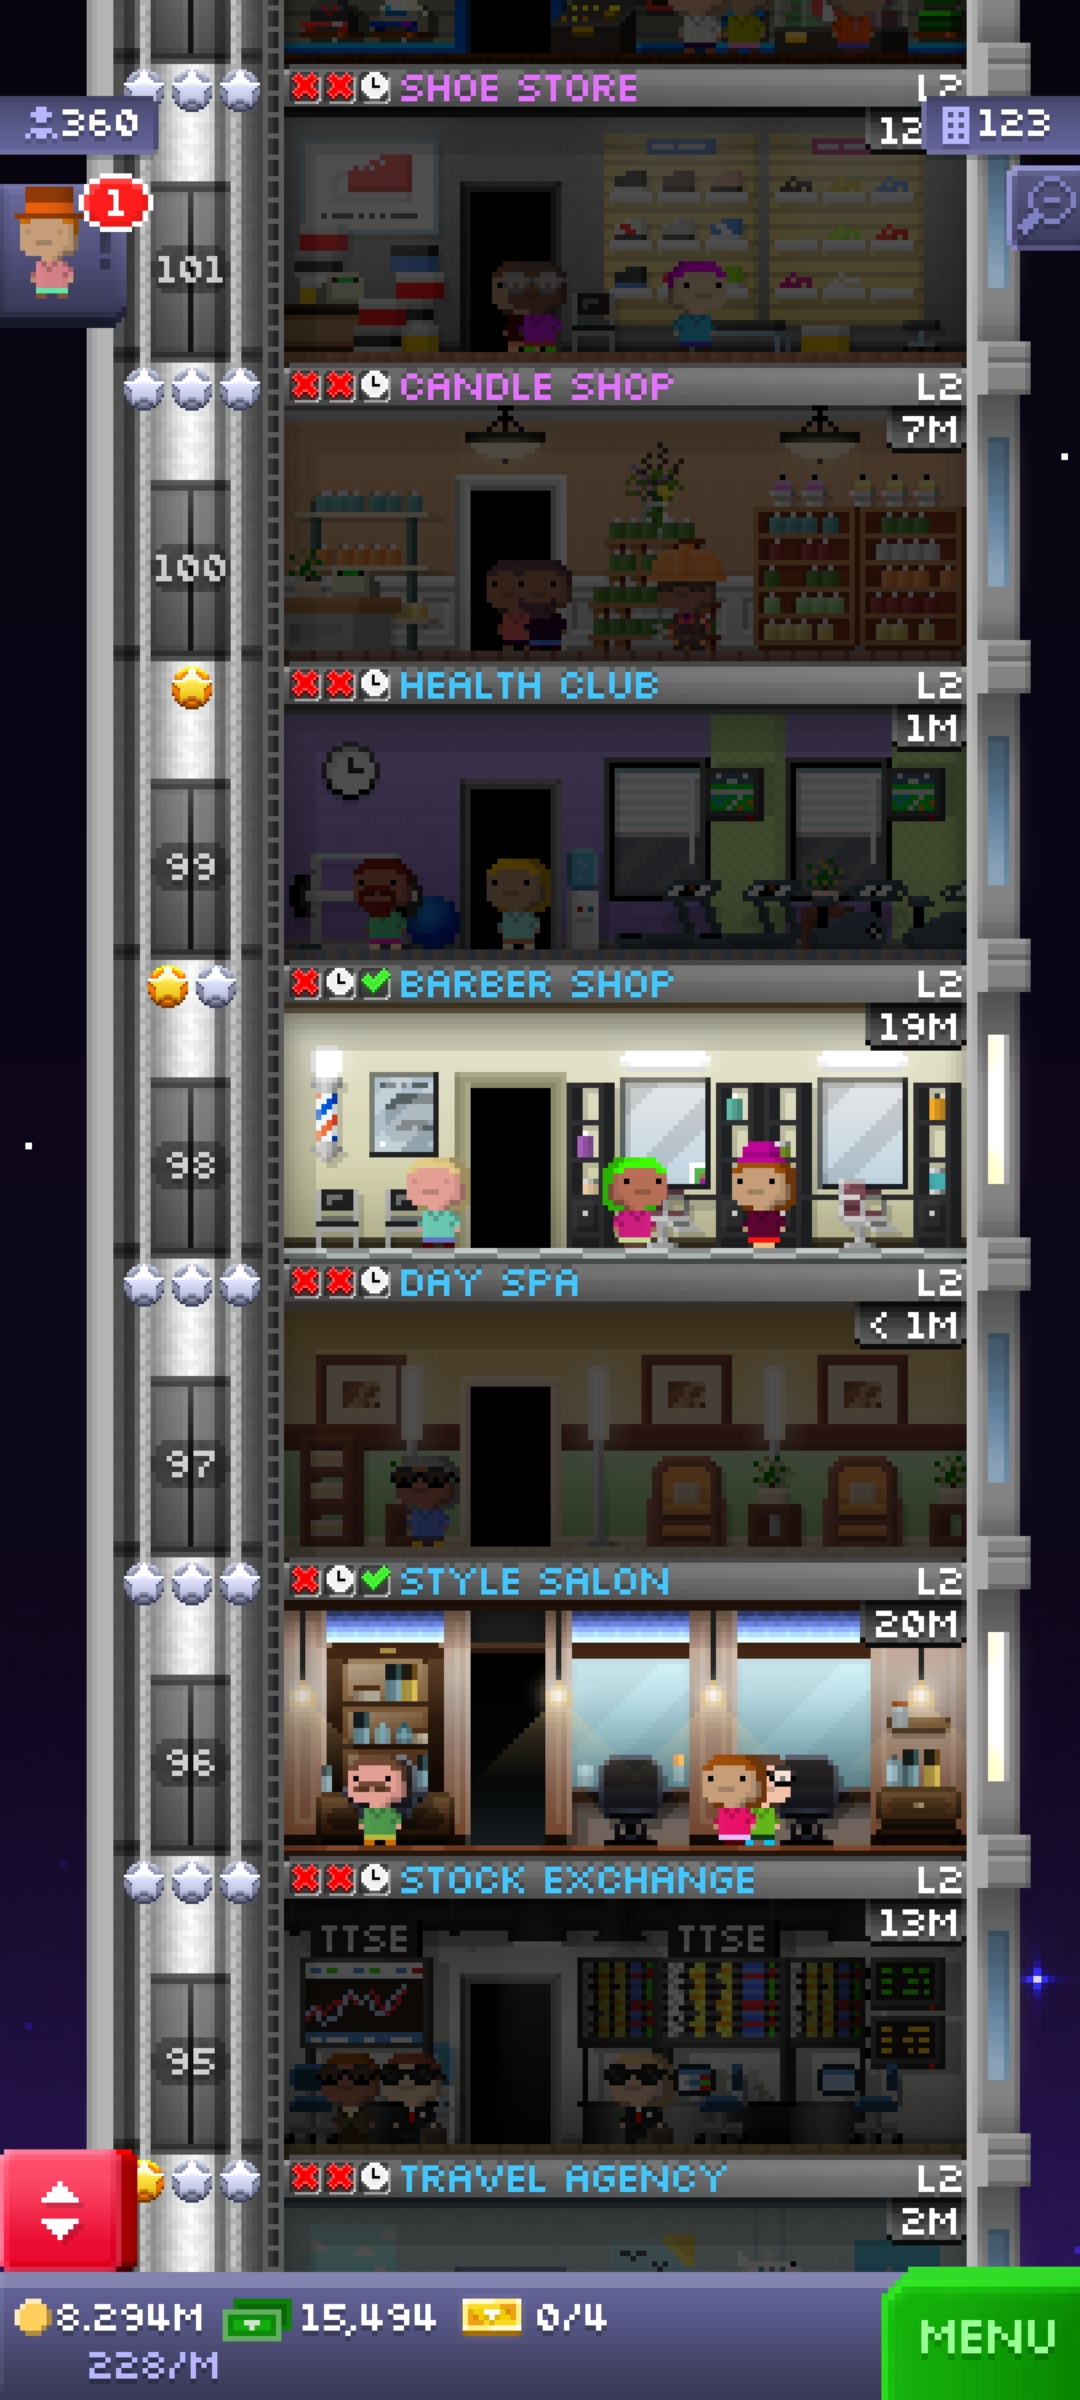 SHOE STORE L2
360
12
123
1
101
CANDLE SHOP L2
7M
100
HEALTH CLUB L2
1M
99
BARBER SHOP L2
19M
98
DAY SPA L2
< 1M
97
STYLE SALON L2
20M
96
STOCK EXCHANGE L2
13M
TTSE TTSE
95
TRAVEL AGENCY L2
2M
8.294M 15,494 0/4
MENU
228/M